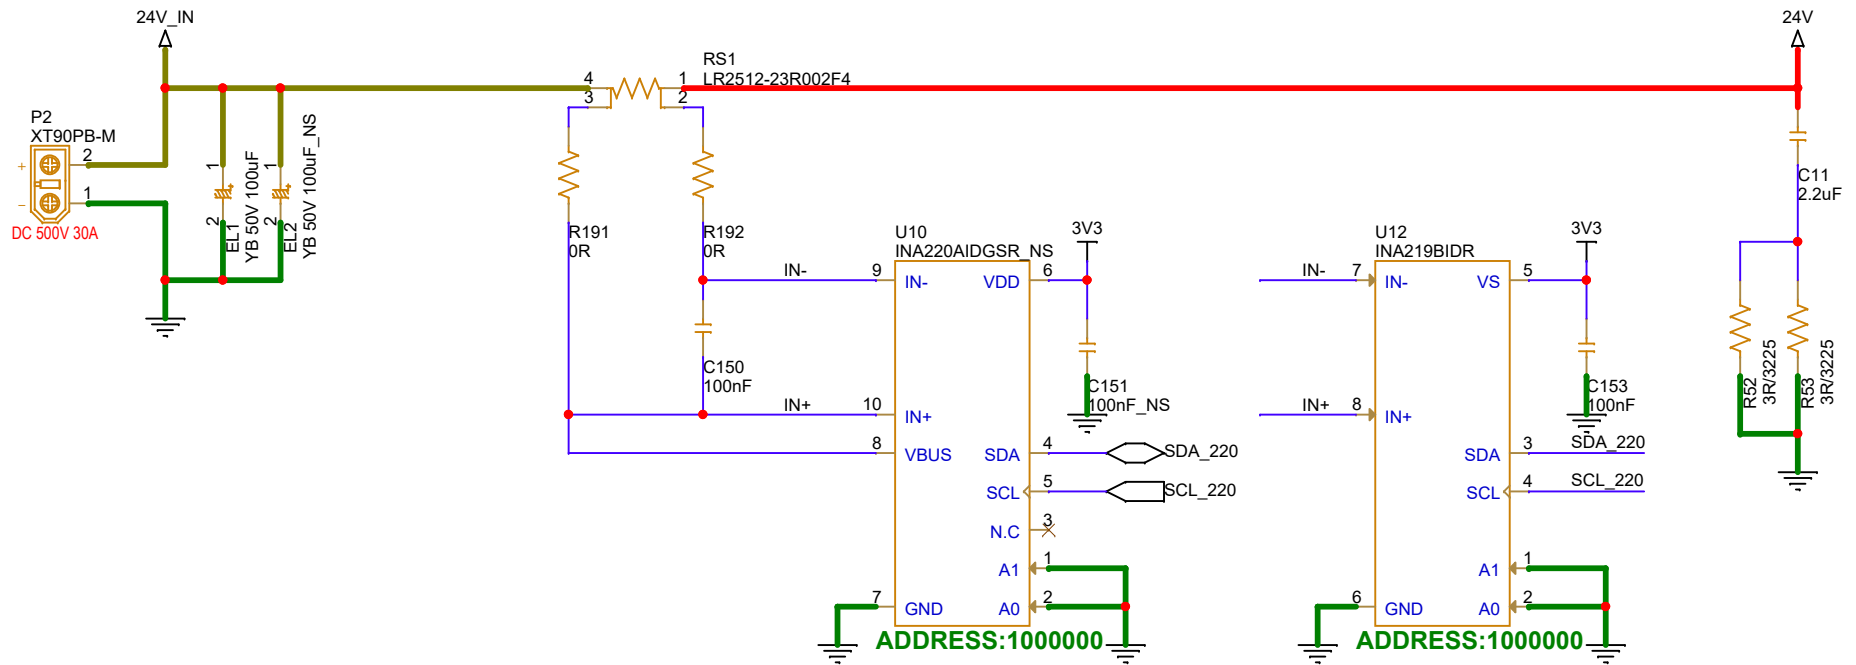 24V_IN
24V
RS1
LR2512-23R002F4
4
1
3
2
P2
XT90PB-M
+
2
1
−
DC 500V 30A
1
2
EL1
YB 50V 100uF
1
2
EL2
YB 50V 100uF_NS
R191
0R
R192
0R
C150
100nF
IN-
IN+
U10
INA220AIDGSR_NS
9
IN-
10
IN+
8
VBUS
7
GND
VDD
6
SDA
4
SCL
5
N.C
3
A1
1
A0
2
ADDRESS:1000000
3V3
C151
100nF_NS
SDA_220
SCL_220
IN-
IN+
U12
INA219BIDR
7
IN-
8
IN+
6
GND
VS
5
SDA
3
SCL
4
A1
1
A0
2
ADDRESS:1000000
3V3
C153
100nF
SDA_220
SCL_220
C11
2.2uF
R52
3R/3225
R53
3R/3225